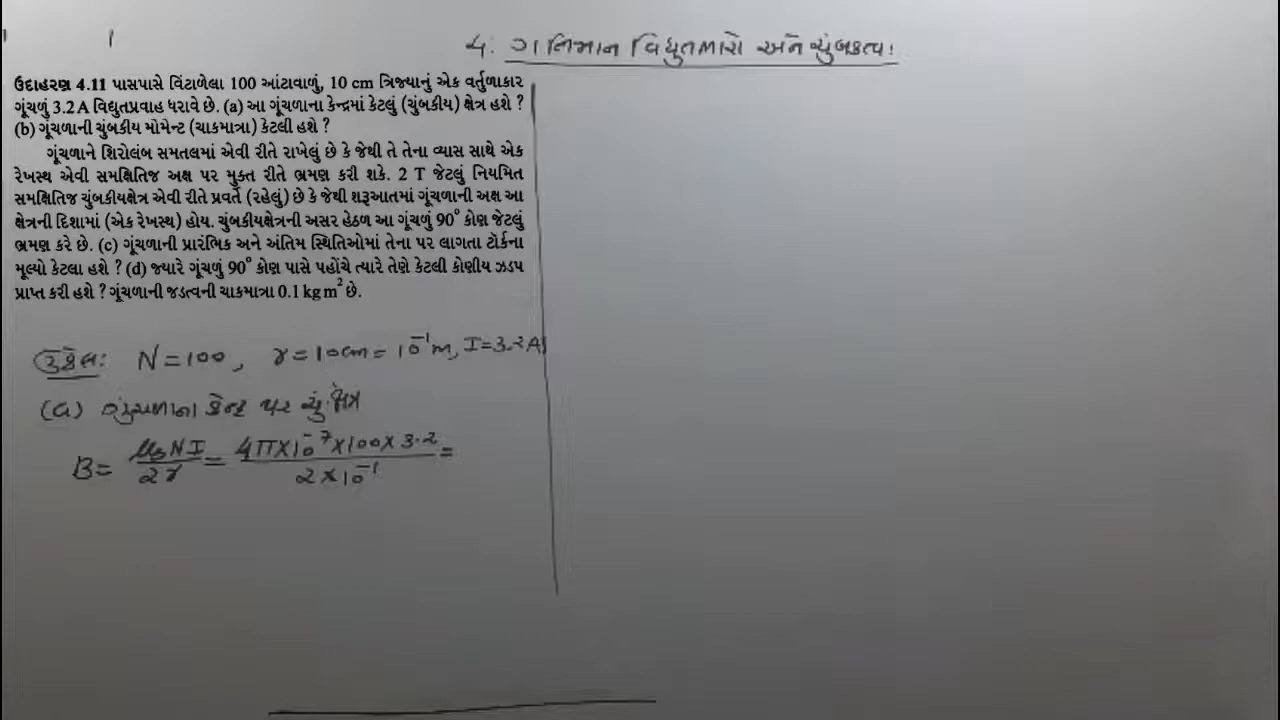 4. ગતિમાન વિદ્યુતભારો અને ચુંબકત્વ!
ઉદાહરણ 4.11 પાસપાસે વિંટાળેલા 100 આંટાવાળું, 10 cm ત્રિજ્યાનું એક વર્તુળાકાર
ગૂંચળું 3.2 A વિદ્યુતપ્રવાહ ધરાવે છે. (a) આ ગૂંચળાના કેન્દ્રમાં કેટલું (ચુંબકીય) ક્ષેત્ર હશે ?
(b) ગૂંચળાની ચુંબકીય મોમેન્ટ (ચાકમાત્રા) કેટલી હશે ?
ગૂંચળાને શિરોલંબ સમતલમાં એવી રીતે રાખેલું છે કે જેથી તે તેના વ્યાસ સાથે એક
રેખસ્થ એવી સમક્ષિતિજ અક્ષ પર મુક્ત રીતે ભ્રમણ કરી શકે. 2 T જેટલું નિયમિત
સમક્ષિતિજ ચુંબકીયક્ષેત્ર એવી રીતે પ્રવર્તે (રહેલું) છે કે જેથી શરૂઆતમાં ગૂંચળાની અક્ષ આ
ક્ષેત્રની દિશામાં (એક રેખસ્થ) હોય. ચુંબકીયક્ષેત્રની અસર હેઠળ આ ગૂંચળું 90° કોણ જેટલું
ભ્રમણ કરે છે. (c) ગૂંચળાની પ્રારંભિક અને અંતિમ સ્થિતિઓમાં તેના પર લાગતા ટૉર્કના
મૂલ્યો કેટલા હશે ? (d) જ્યારે ગૂંચળું 90° કોણ પાસે પહોંચે ત્યારે તેણે કેટલી કોણીય ઝડપ
પ્રાપ્ત કરી હશે ? ગૂંચળાની જડત્વની ચાકમાત્રા 0.1 kg m² છે.
ઉકેલ: N = 100, r = 10cm = 10⁻¹m, I = 3.2A
(a) ગુંચળાના કેન્દ્ર પર ચું.ક્ષેત્ર
B = μ₀NI/2r = 4π×10⁻⁷×100×3.2/2×10⁻¹ =